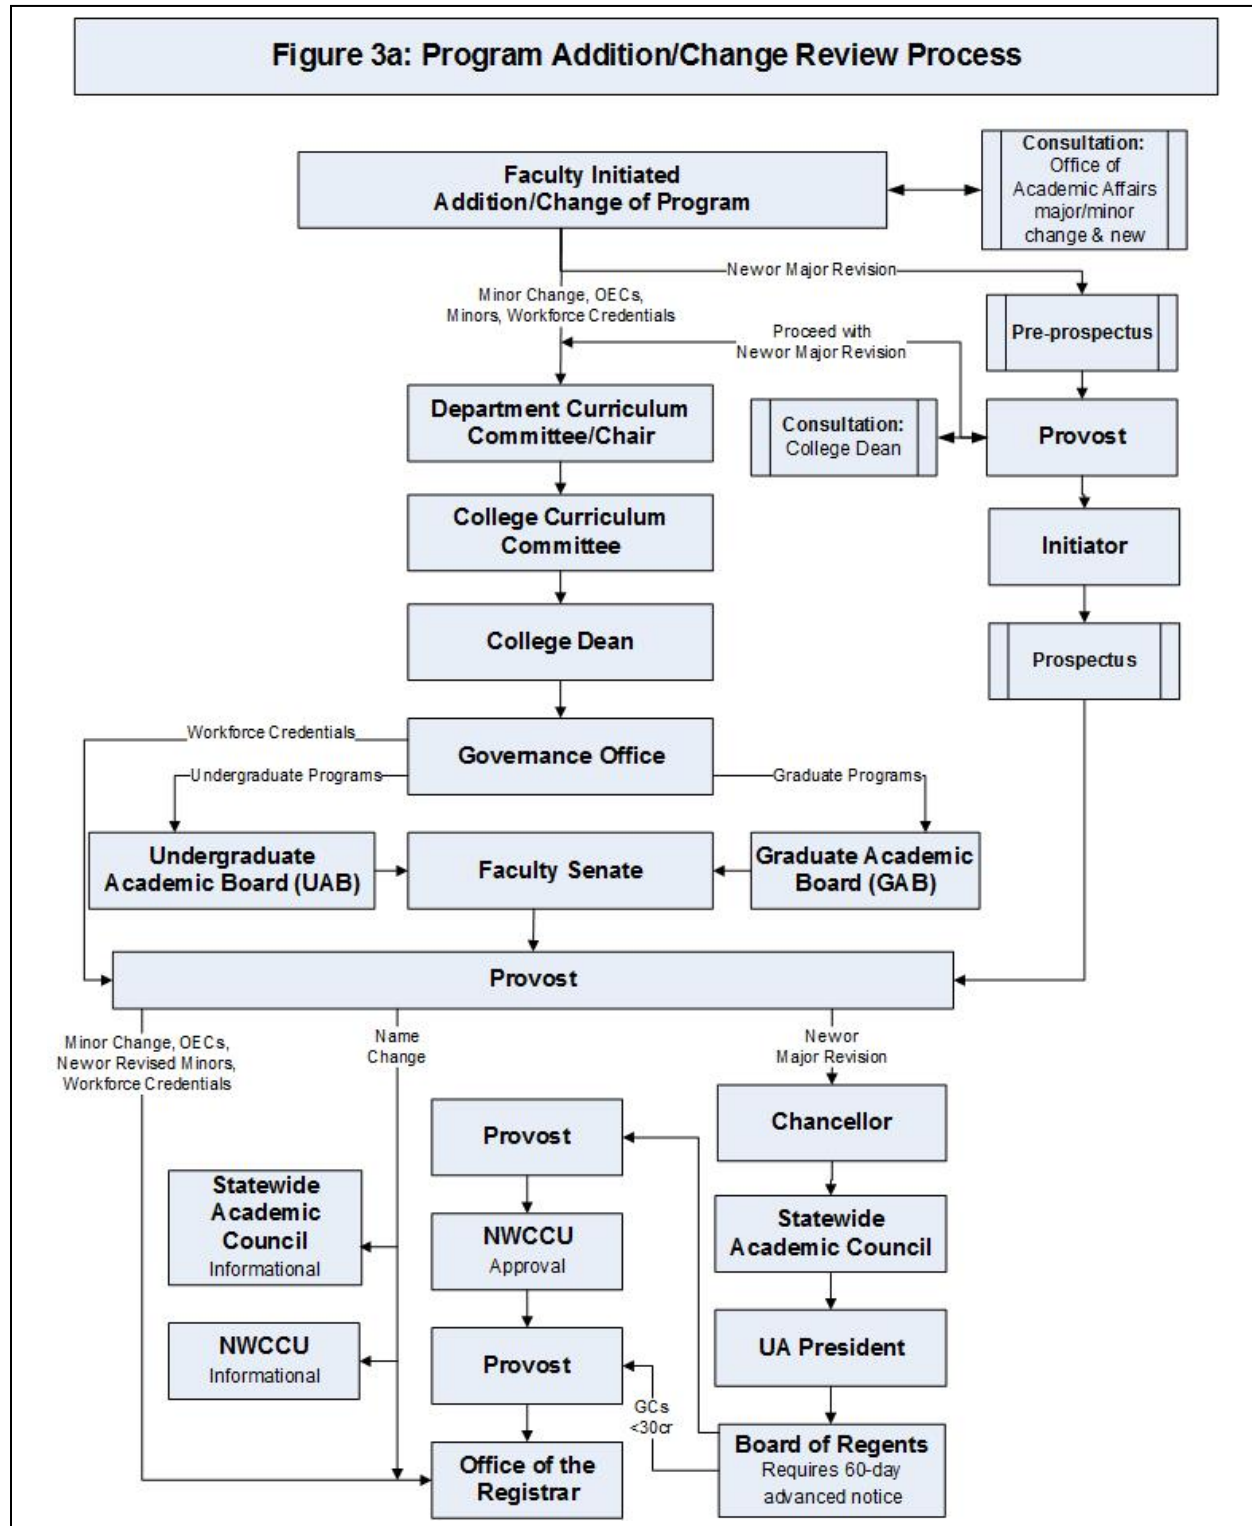 Figure 3a: Program Addition/Change Review Process
Consultation:
Office of
Academic Affairs
major/minor
change & new
Faculty Initiated
Addition/Change of Program
Newor Major Revision
Minor Change, OECs,
Minors, Workforce Credentials
Pre-prospectus
Proceed with
Newor Major Revision
Department Curriculum
Committee/Chair
Consultation:
College Dean
Provost
College Curriculum
Committee
Initiator
College Dean
Prospectus
Workforce Credentials
Governance Office
Undergraduate Programs
Graduate Programs
Undergraduate
Academic Board (UAB)
Faculty Senate
Graduate Academic
Board (GAB)
Provost
Minor Change, OECs,
Newor Revised Minors,
Workforce Credentials
Name
Change
Newor
Major Revision
Chancellor
Provost
Statewide
Academic
Council
Informational
NWCCU
Approval
Statewide
Academic Council
NWCCU
Informational
Provost
UA President
GCs
<30cr
Office of the
Registrar
Board of Regents
Requires 60-day
advanced notice